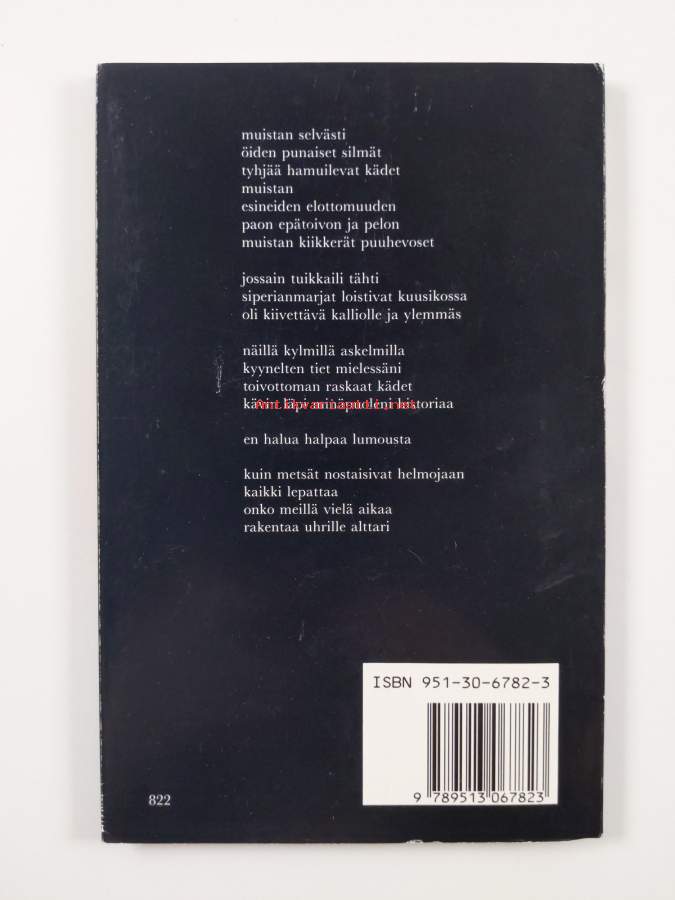 muistan selvästi
öiden punaiset silmät
tyhjää hamuilevat kädet
muistan
esineiden elottomuuden
paon epätoivon ja pelon
muistan kiikkerät puuhevoset
jossain tuikkaili tähti
siperianmarjat loistivat kuusikossa
oli kiivettävä kalliolle ja ylemmäs
näillä kylmillä askelmilla
kyynelten tiet mielessäni
toivottoman raskaat kädet
kävin läpi historiaa
en halua halpaa lumousta
kuin metsät nostaisivat helmojaan
kaikki lepattaa
onko meillä vielä aikaa
rakentaa uhrille alttari
ISBN 951-30-6782-3
9 789513 067823
822